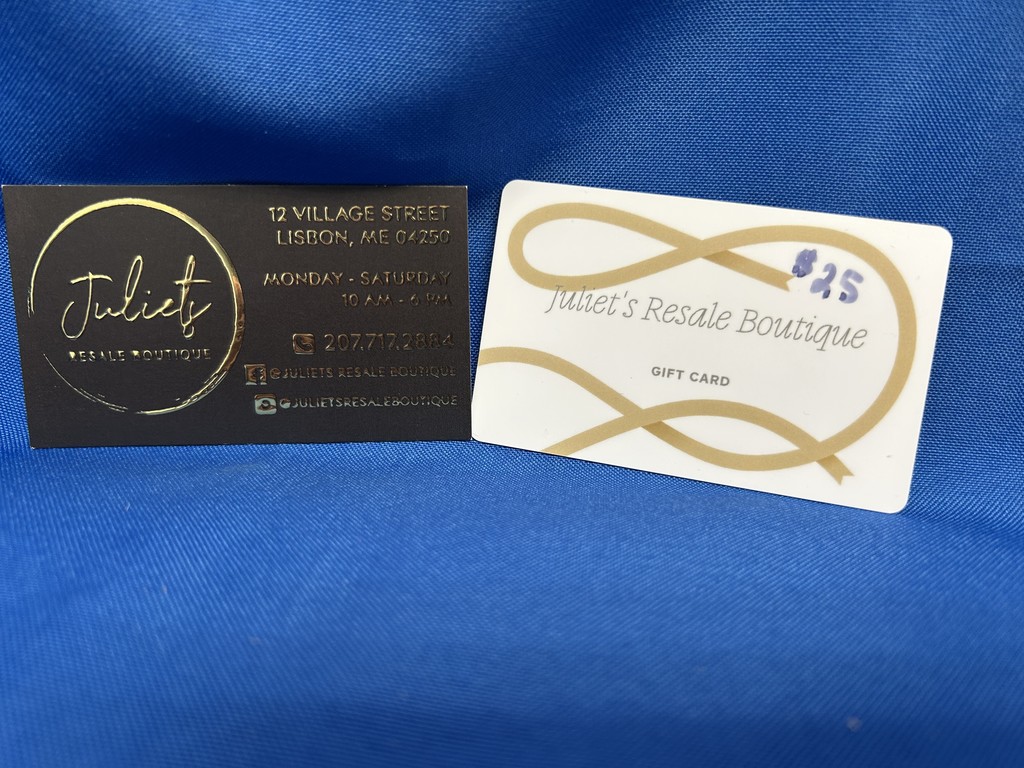 Juliet's
RESALE BOUTIQUE
12 VILLAGE STREET
LISBON, ME 04250
MONDAY - SATURDAY
10 AM - 6 PM
207.717.2884
@JULIETS RESALE BOUTIQUE
@JULIETSRESALEBOUTIQUE
$25
Juliet's Resale Boutique
GIFT CARD